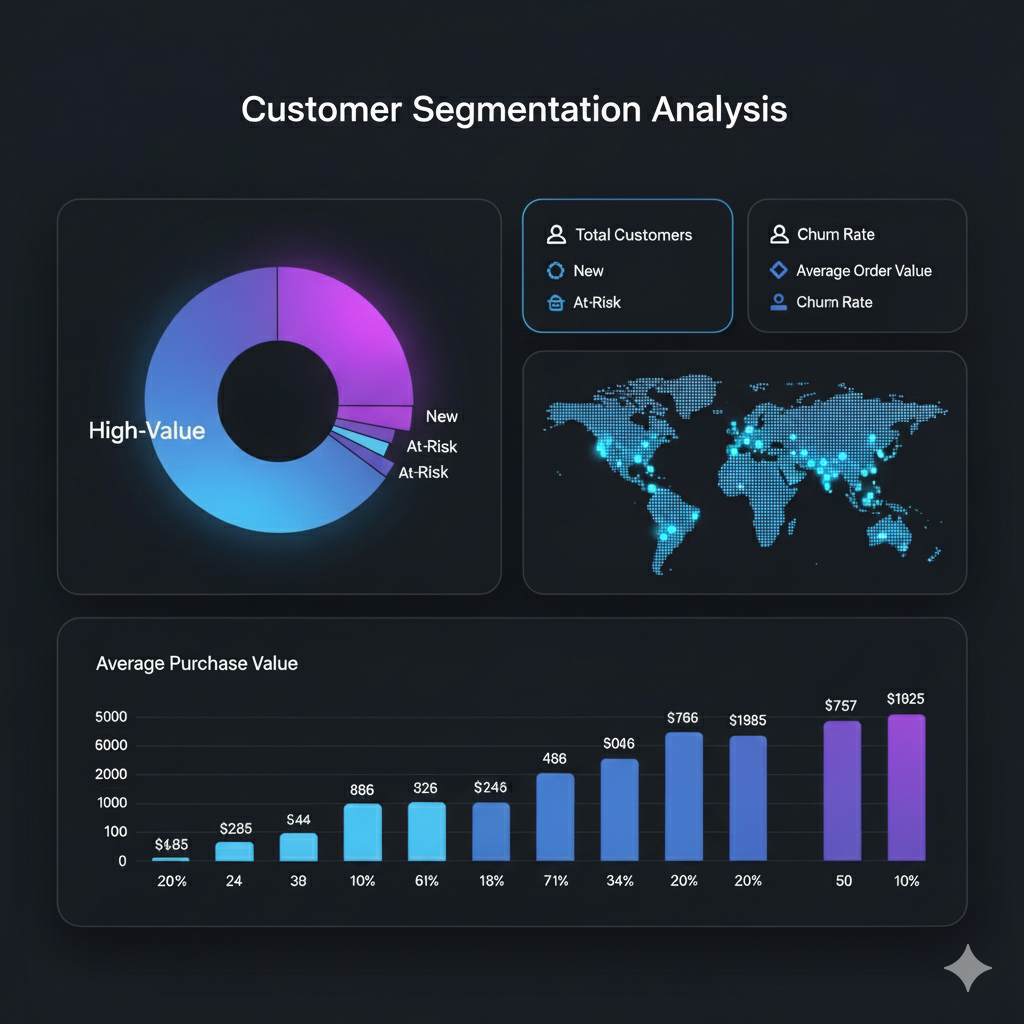 Customer Segmentation Analysis
High-Value
New
At-Risk
At-Risk
Total Customers
New
At-Risk
Churn Rate
Average Order Value
Churn Rate
Average Purchase Value
5000
6000
2000
1000
100
0
$285
$44
886
326
$246
486
$046
$766
$1985
$757
$1025
20%
24
38
10%
61%
18%
71%
34%
20%
20%
50
10%